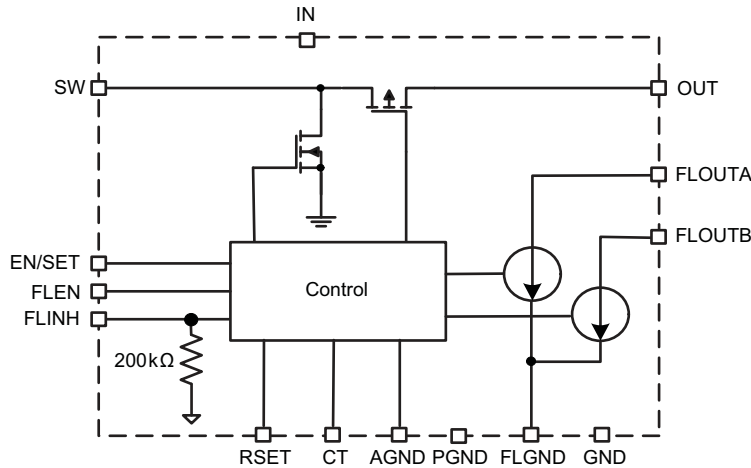 IN
SW
OUT
FLOUTA
FLOUTB
EN/SET
FLEN
FLINH
Control
200kΩ
RSET
CT
AGND
PGND
FLGND
GND